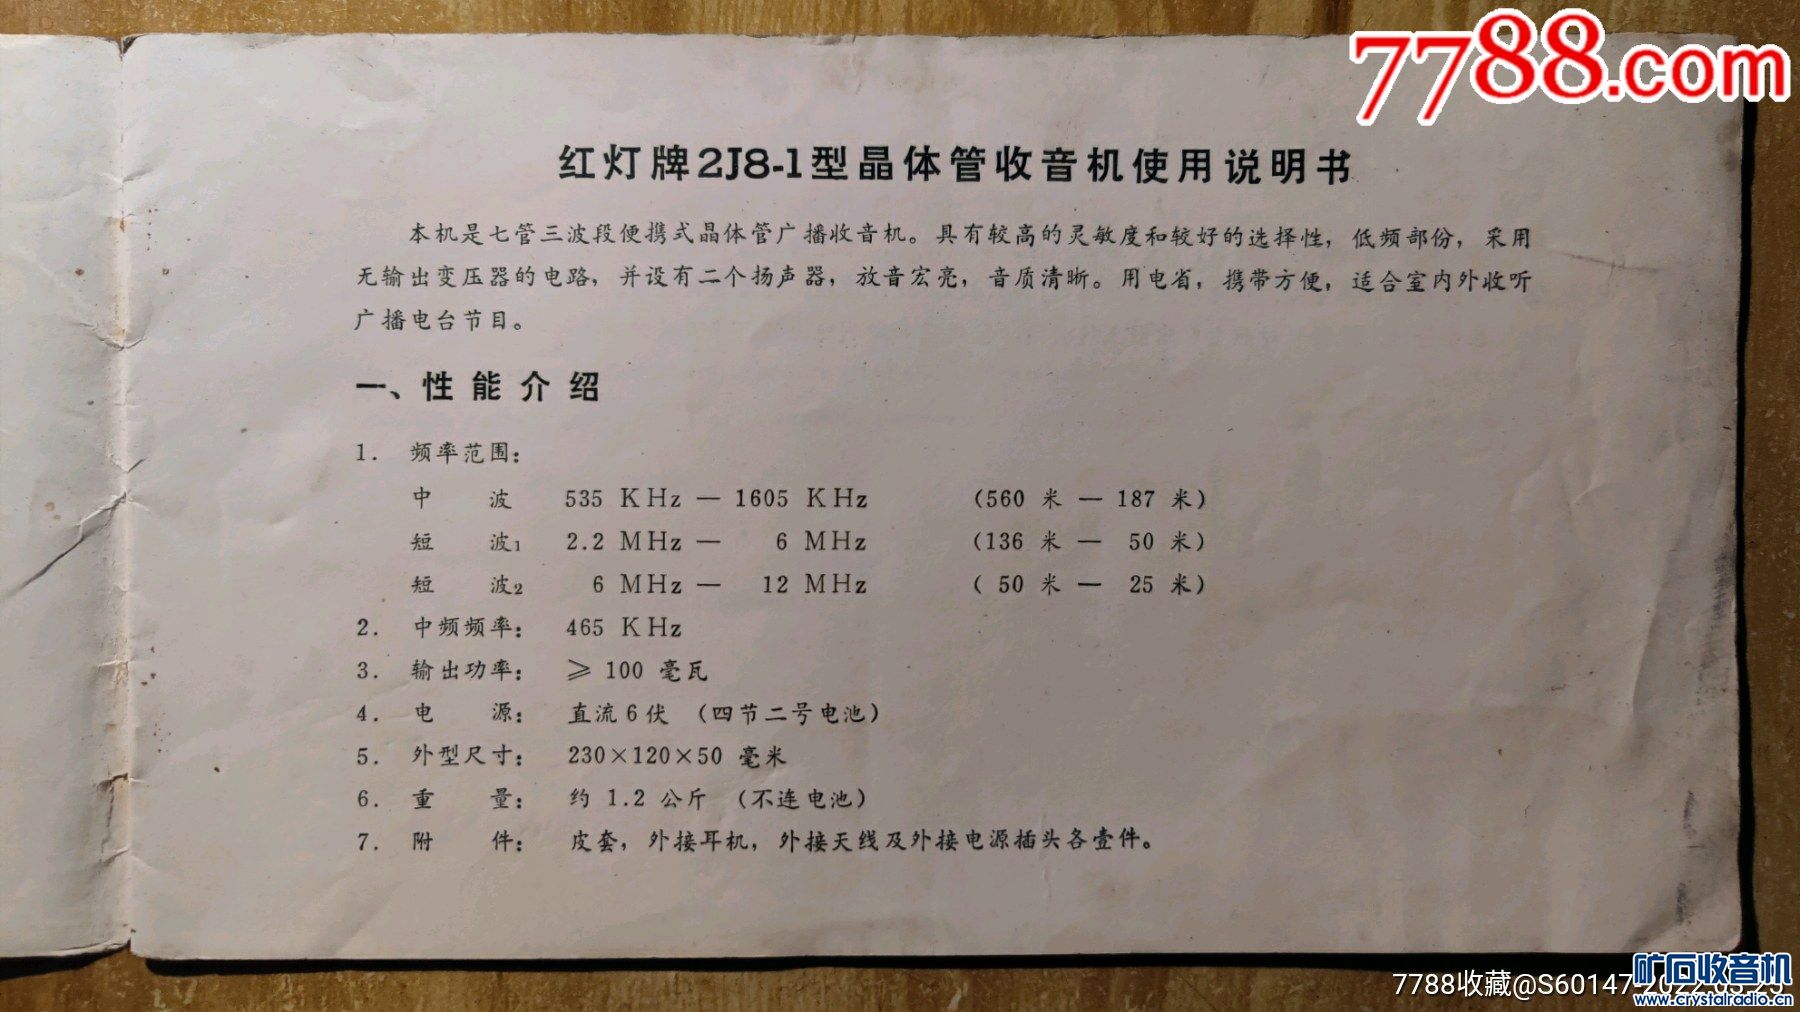 7788.com
红灯牌2J8-1型晶体管收音机使用说明书
本机是七管三波段便携式晶体管广播收音机。具有较高的灵敏度和较好的选择性，低频部份，采用
无输出变压器的电路，并设有二个扬声器，放音宏亮，音质清晰。用电省，携带方便，适合室内外收听
广播电台节目。
一、性能介绍
1. 频率范围：
中 波 535 KHz — 1605 KHz (560 米 — 187 米)
短 波1 2.2 MHz — 6 MHz (136 米 — 50 米)
短 波2 6 MHz — 12 MHz ( 50 米 — 25 米)
2. 中频频率： 465 KHz
3. 输出功率： ≥ 100 毫瓦
4. 电 源： 直流6伏 （四节二号电池）
5. 外型尺寸： 230×120×50 毫米
6. 重 量： 约 1.2 公斤 （不连电池）
7. 附 件： 皮套，外接耳机，外接天线及外接电源插头各壹件。
7788收藏@S60147
矿石收音机
www.crystalradio.cn